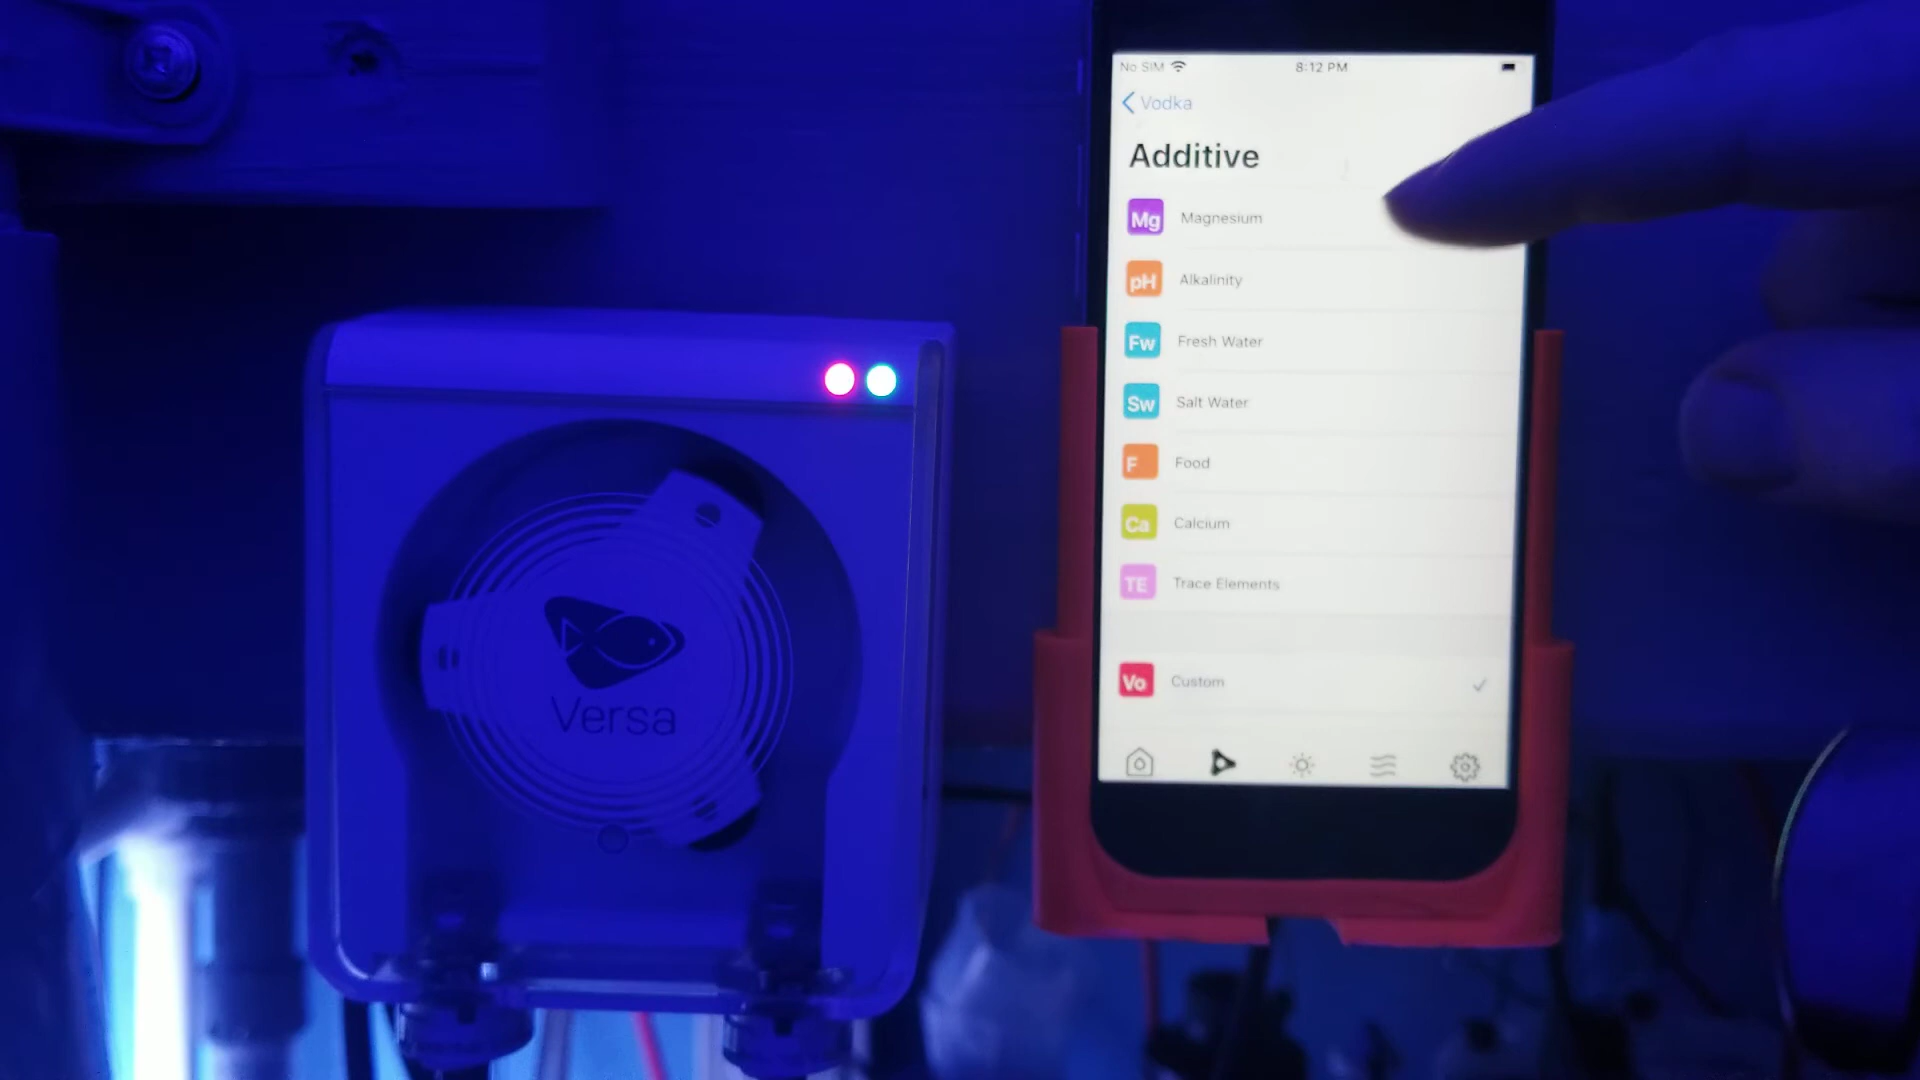 No SIM 8:12 PM
Vodka
Additive
Mg Magnesium
pH Alkalinity
Fw Fresh Water
Sw Salt Water
F Food
Ca Calcium
TE Trace Elements
Vo Custom
Versa